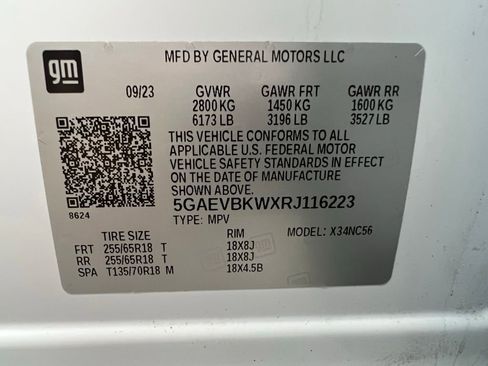 gm
MFD BY GENERAL MOTORS LLC
09/23 GVWR GAWR FRT GAWR RR
2800 KG 1450 KG 1600 KG
6173 LB 3196 LB 3527 LB
THIS VEHICLE CONFORMS TO ALL
APPLICABLE U.S. FEDERAL MOTOR
VEHICLE SAFETY STANDARDS IN EFFECT
ON THE DATE OF MANUFACTURE
SHOWN ABOVE.
8624
5GAEVBKWXRJ116223
TYPE: MPV MODEL: X34NC56
TIRE SIZE RIM
FRT 255/65R18 T 18X8J
RR 255/65R18 T 18X8J
SPA T135/70R18 M 18X4.5B